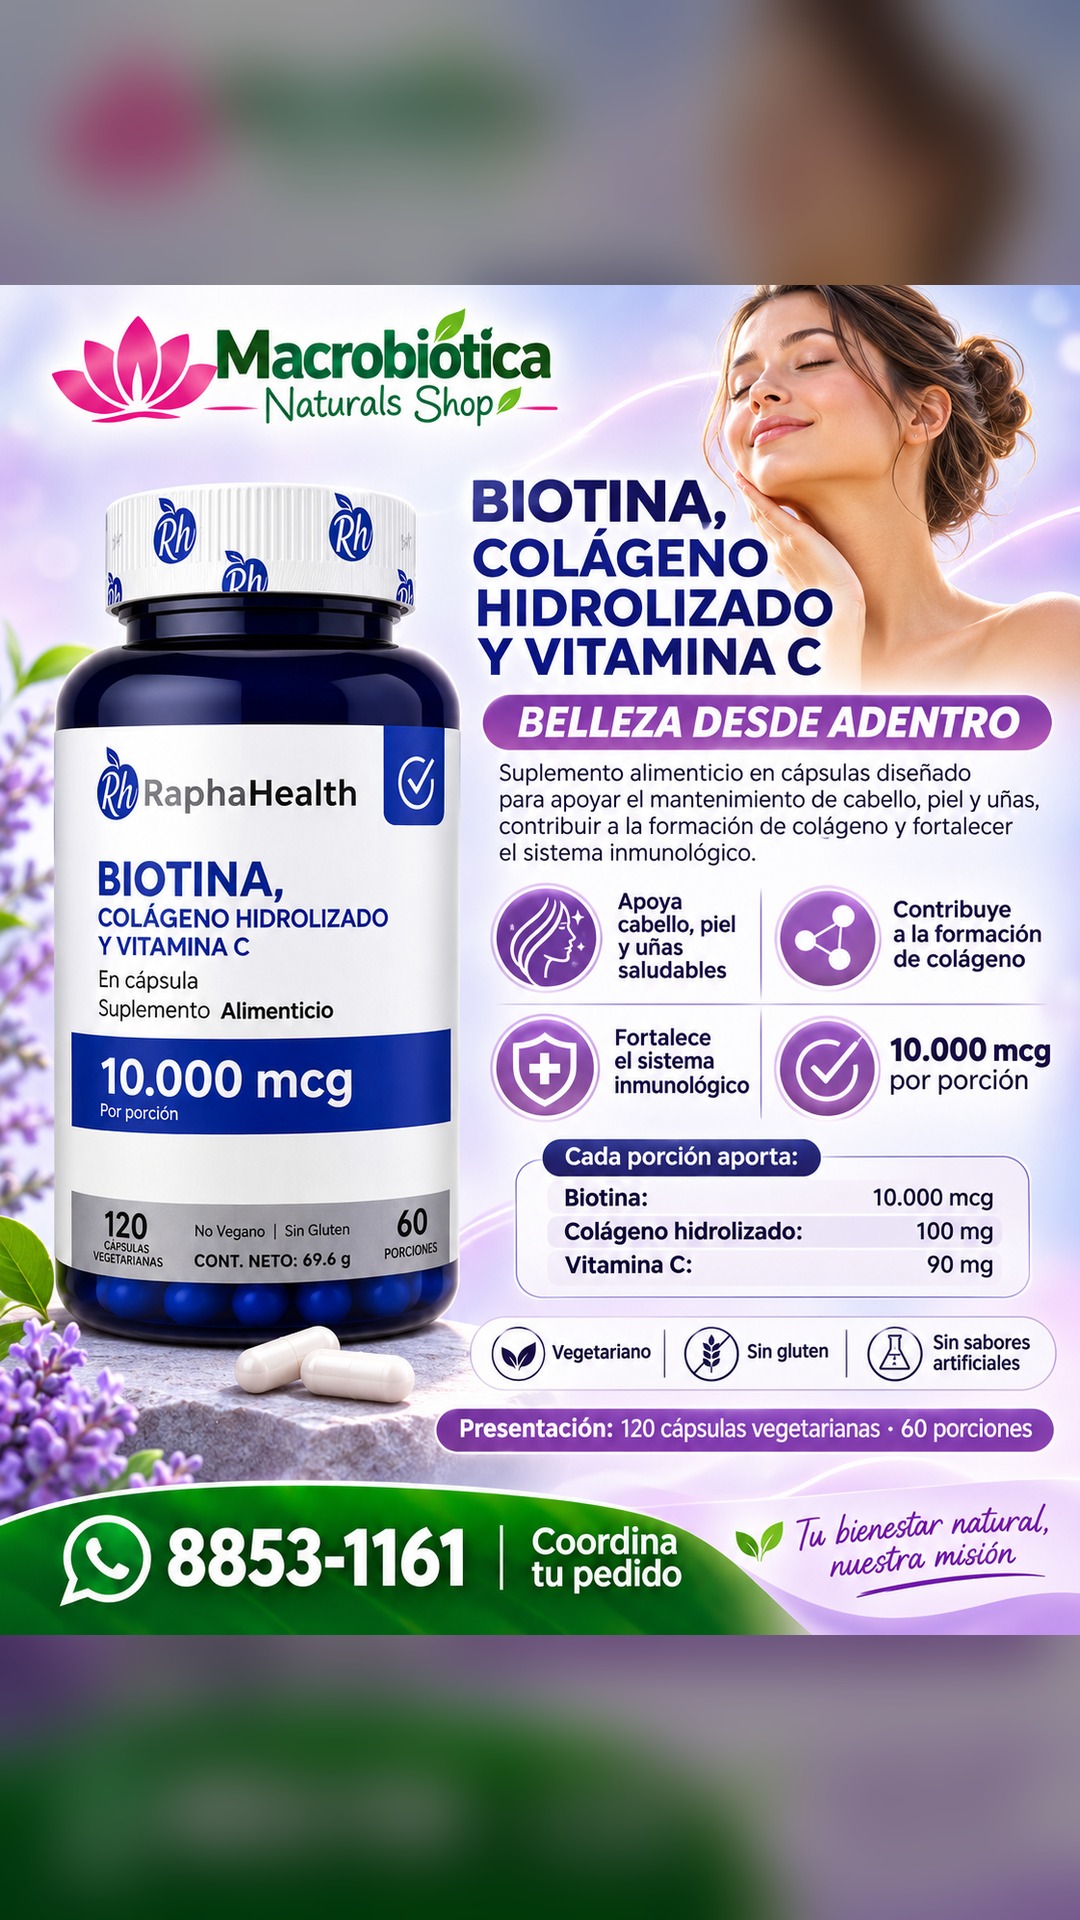 Macrobiótica
Naturals Shop
BIOTINA,
COLÁGENO
HIDROLIZADO
Y VITAMINA C
BELLEZA DESDE ADENTRO
Suplemento alimenticio en cápsulas diseñado
para apoyar el mantenimiento de cabello, piel y uñas,
contribuir a la formación de colágeno y fortalecer
el sistema inmunológico.
Apoya
cabello, piel
y uñas
saludables
Contribuye
a la formación
de colágeno
Fortalece
el sistema
inmunológico
10.000 mcg
por porción
Cada porción aporta:
Biotina: 10.000 mcg
Colágeno hidrolizado: 100 mg
Vitamina C: 90 mg
Vegetariano
Sin gluten
Sin sabores
artificiales
Presentación: 120 cápsulas vegetarianas • 60 porciones
Rh
Rh
Rh
Rh RaphaHealth
BIOTINA,
COLÁGENO HIDROLIZADO
Y VITAMINA C
En cápsula
Suplemento Alimenticio
10.000 mcg
Por porción
120
CÁPSULAS
VEGETARIANAS
No Vegano | Sin Gluten
CONT. NETO: 69.6 g
60
PORCIONES
8853-1161
Coordina
tu pedido
Tu bienestar natural,
nuestra misión